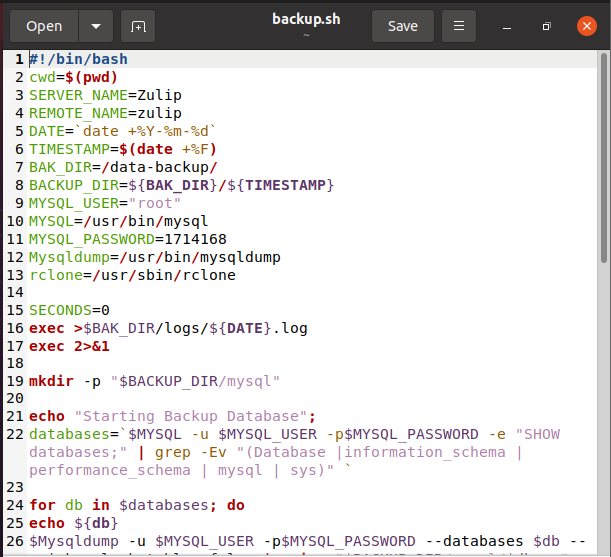 Open
backup.sh
~
Save
1 #!/bin/bash
2 cwd=$(pwd)
3 SERVER_NAME=Zulip
4 REMOTE_NAME=zulip
5 DATE=`date +%Y-%m-%d`
6 TIMESTAMP=$(date +%F)
7 BAK_DIR=/data-backup/
8 BACKUP_DIR=${BAK_DIR}/${TIMESTAMP}
9 MYSQL_USER="root"
10 MYSQL=/usr/bin/mysql
11 MYSQL_PASSWORD=1714168
12 Mysqldump=/usr/bin/mysqldump
13 rclone=/usr/sbin/rclone
14
15 SECONDS=0
16 exec >$BAK_DIR/logs/${DATE}.log
17 exec 2>&1
18
19 mkdir -p "$BACKUP_DIR/mysql"
20
21 echo "Starting Backup Database";
22 databases=`$MYSQL -u $MYSQL_USER -p$MYSQL_PASSWORD -e "SHOW
databases;" | grep -Ev "(Database |information_schema |
performance_schema | mysql | sys)" `
23
24 for db in $databases; do
25 echo ${db}
26 $Mysqldump -u $MYSQL_USER -p$MYSQL_PASSWORD --databases $db --